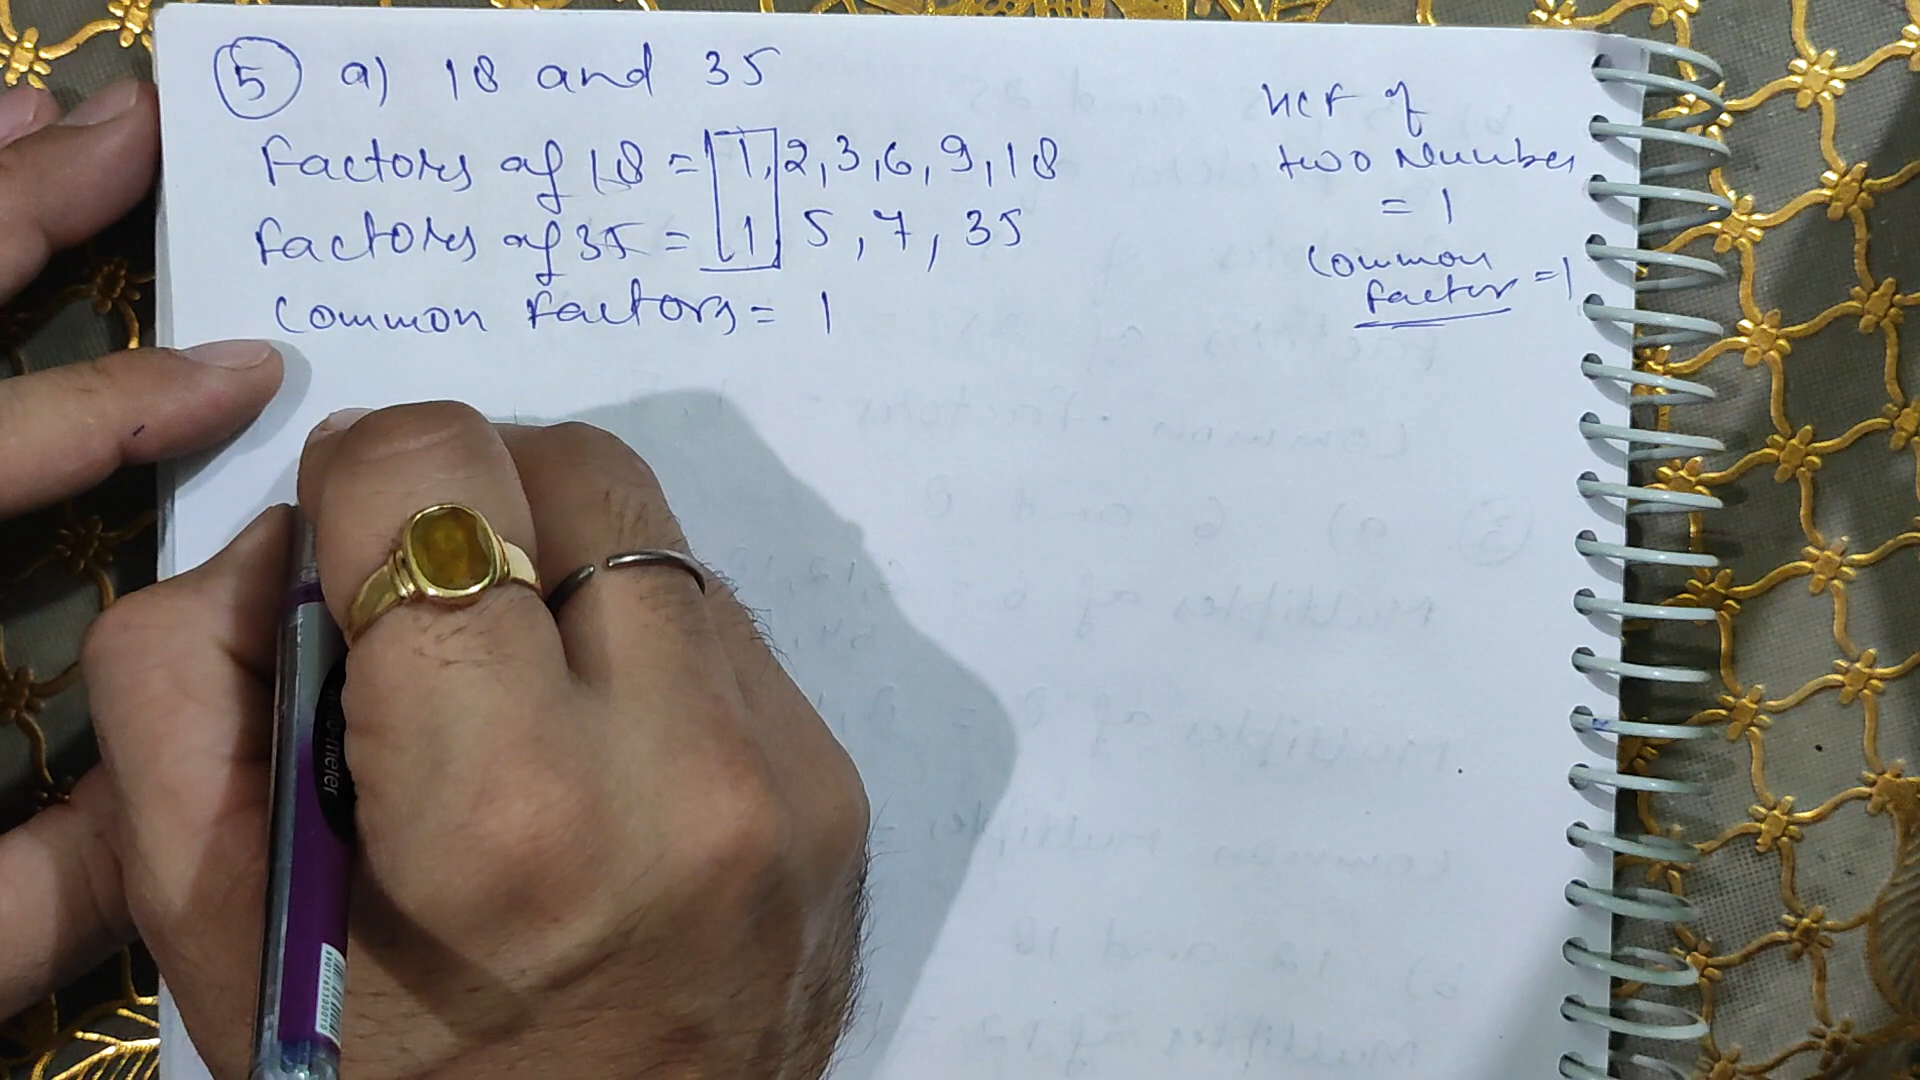 5 a) 18 and 35
Factors of 18 = 1, 2, 3, 6, 9, 18
Factors of 35 = 1, 5, 7, 35
Common Factors = 1
HCF of
two Number
= 1
Common
Factor = 1